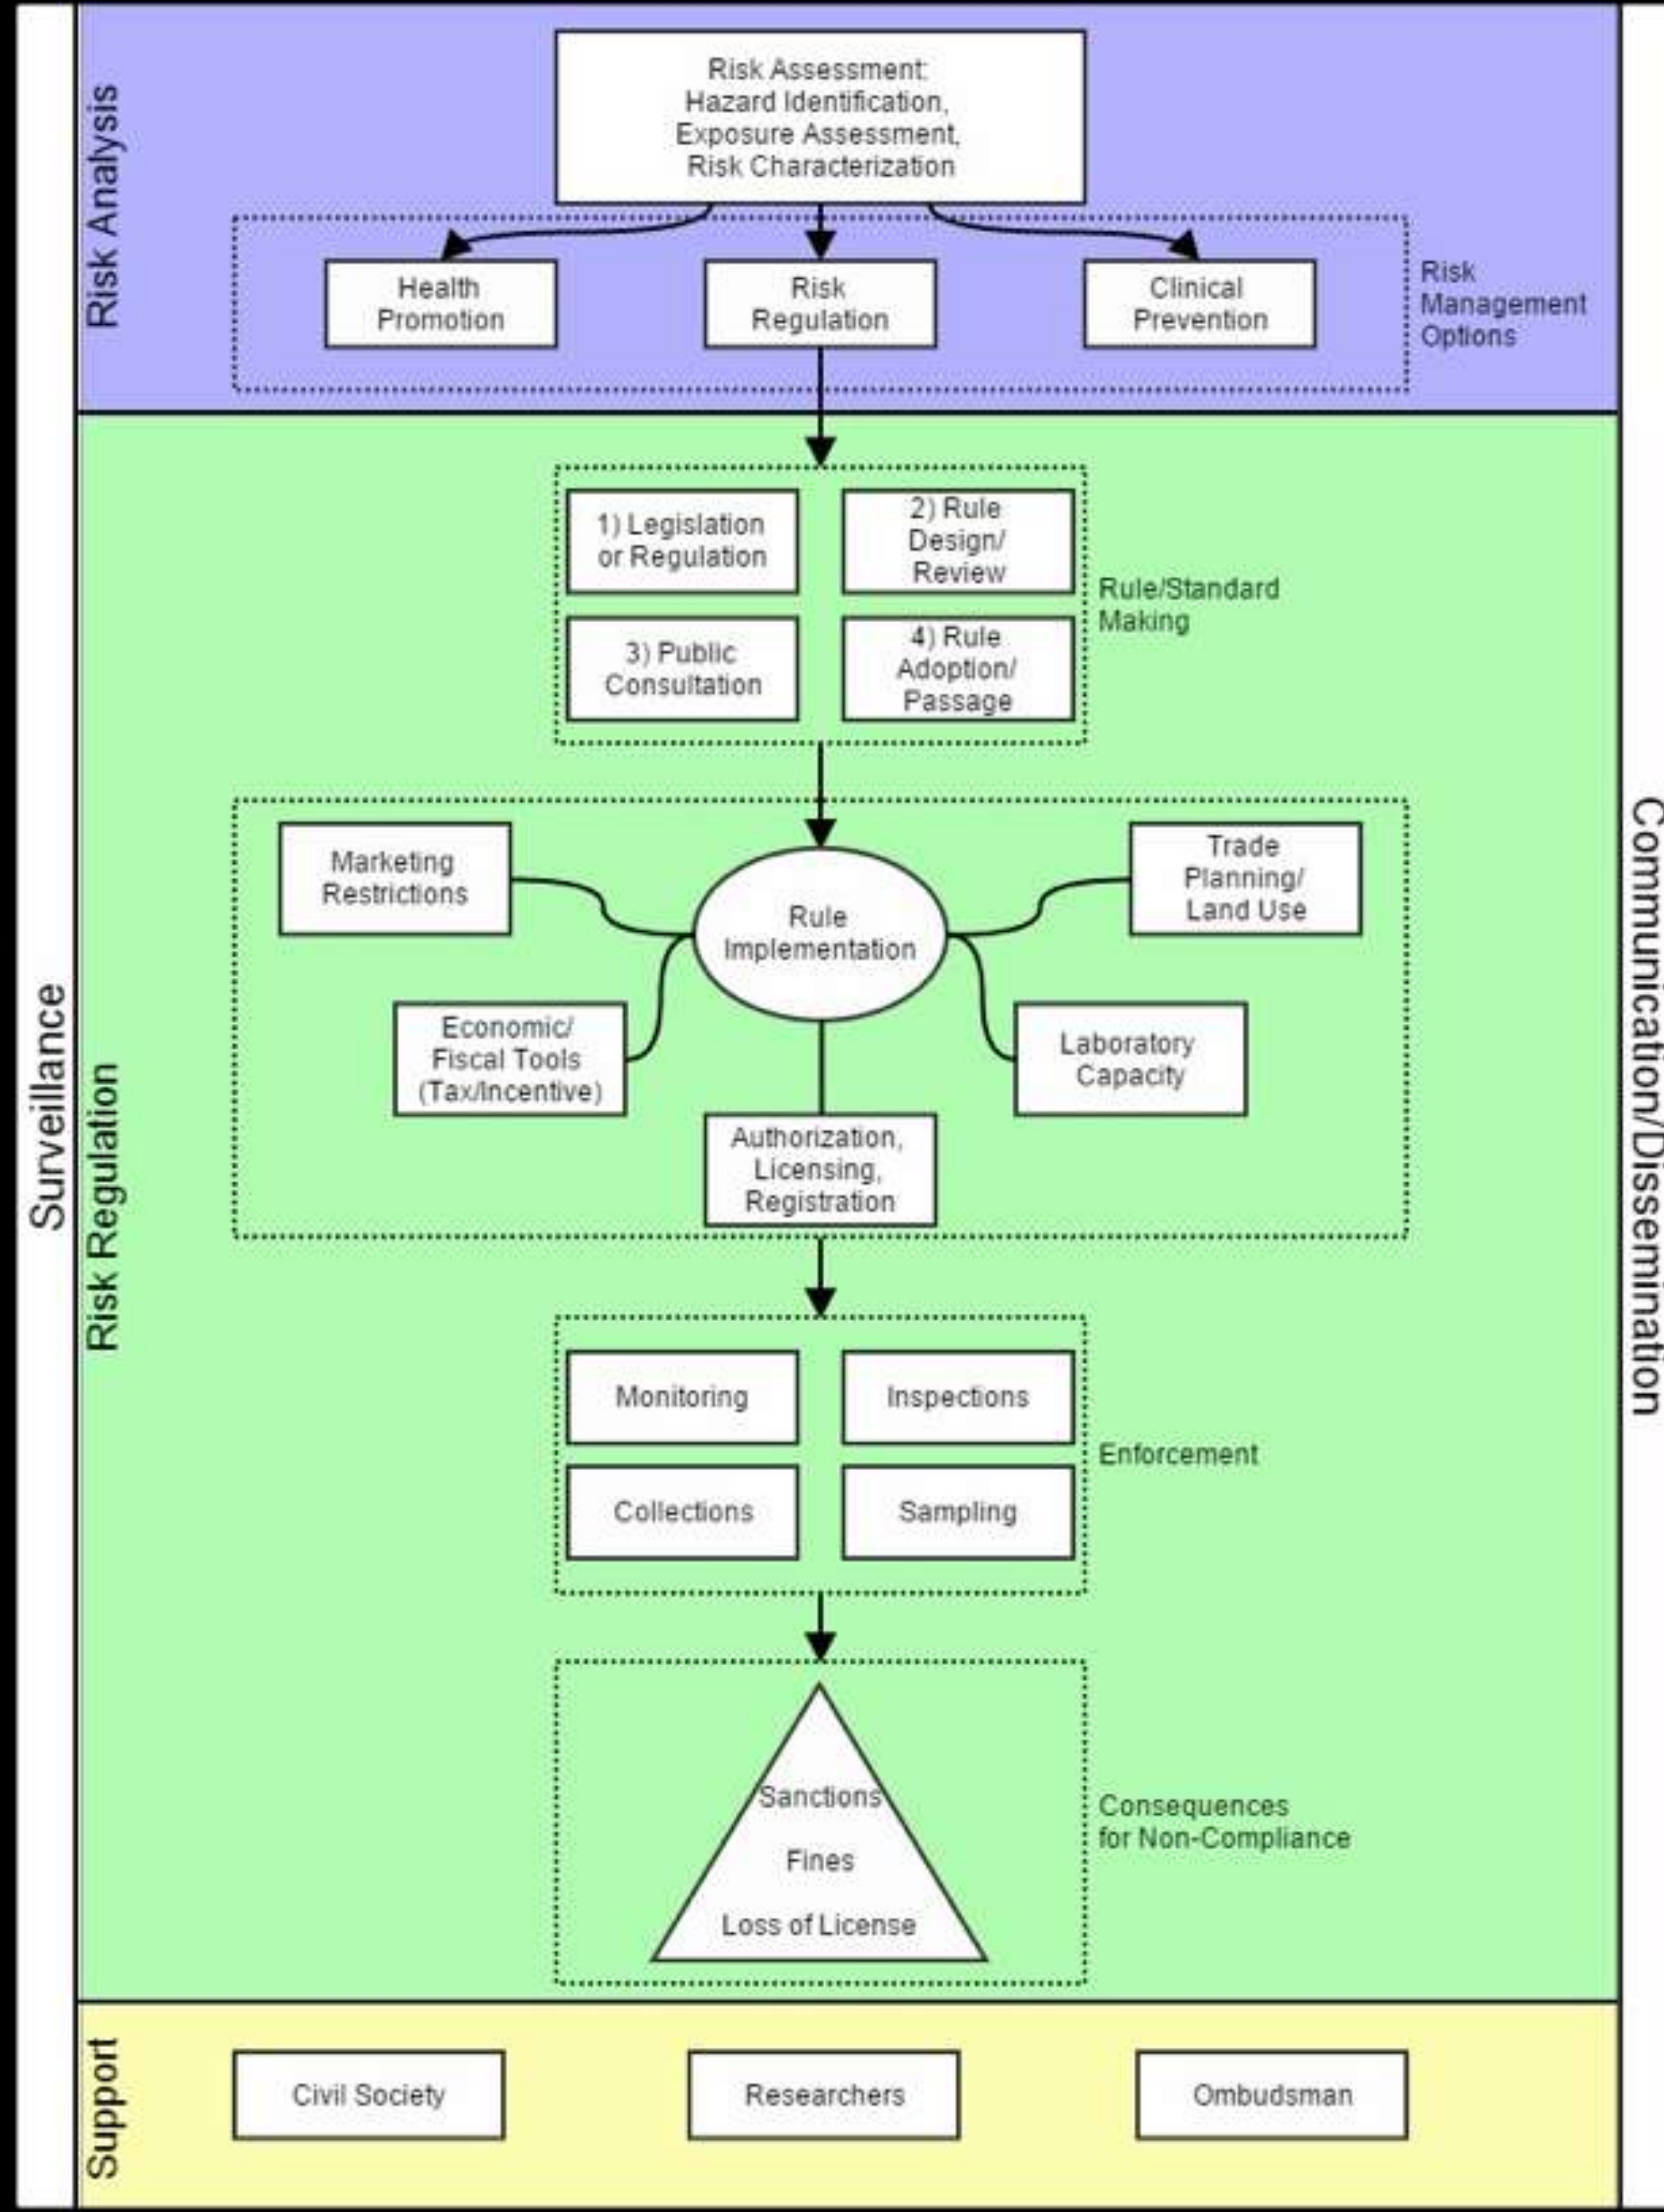 Surveillance
Risk Analysis
Risk Assessment:
Hazard Identification,
Exposure Assessment,
Risk Characterization
Health
Promotion
Risk
Regulation
Clinical
Prevention
Risk
Management
Options
Risk Regulation
1) Legislation
or Regulation
2) Rule
Design/
Review
3) Public
Consultation
4) Rule
Adoption/
Passage
Rule/Standard
Making
Marketing
Restrictions
Rule
Implementation
Trade
Planning/
Land Use
Economic/
Fiscal Tools
(Tax/Incentive)
Laboratory
Capacity
Authorization,
Licensing,
Registration
Monitoring
Inspections
Collections
Sampling
Enforcement
Sanctions
Fines
Loss of License
Consequences
for Non-Compliance
Support
Civil Society
Researchers
Ombudsman
Communication/Dissemination